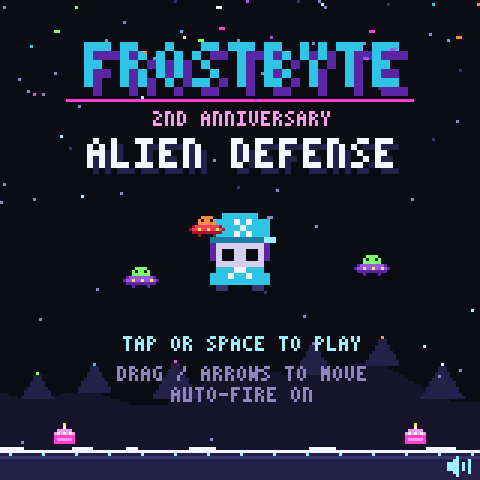 FROSTBYTE
2ND ANNIVERSARY
ALIEN DEFENSE
TAP OR SPACE TO PLAY
DRAG / ARROWS TO MOVE
AUTO-FIRE ON